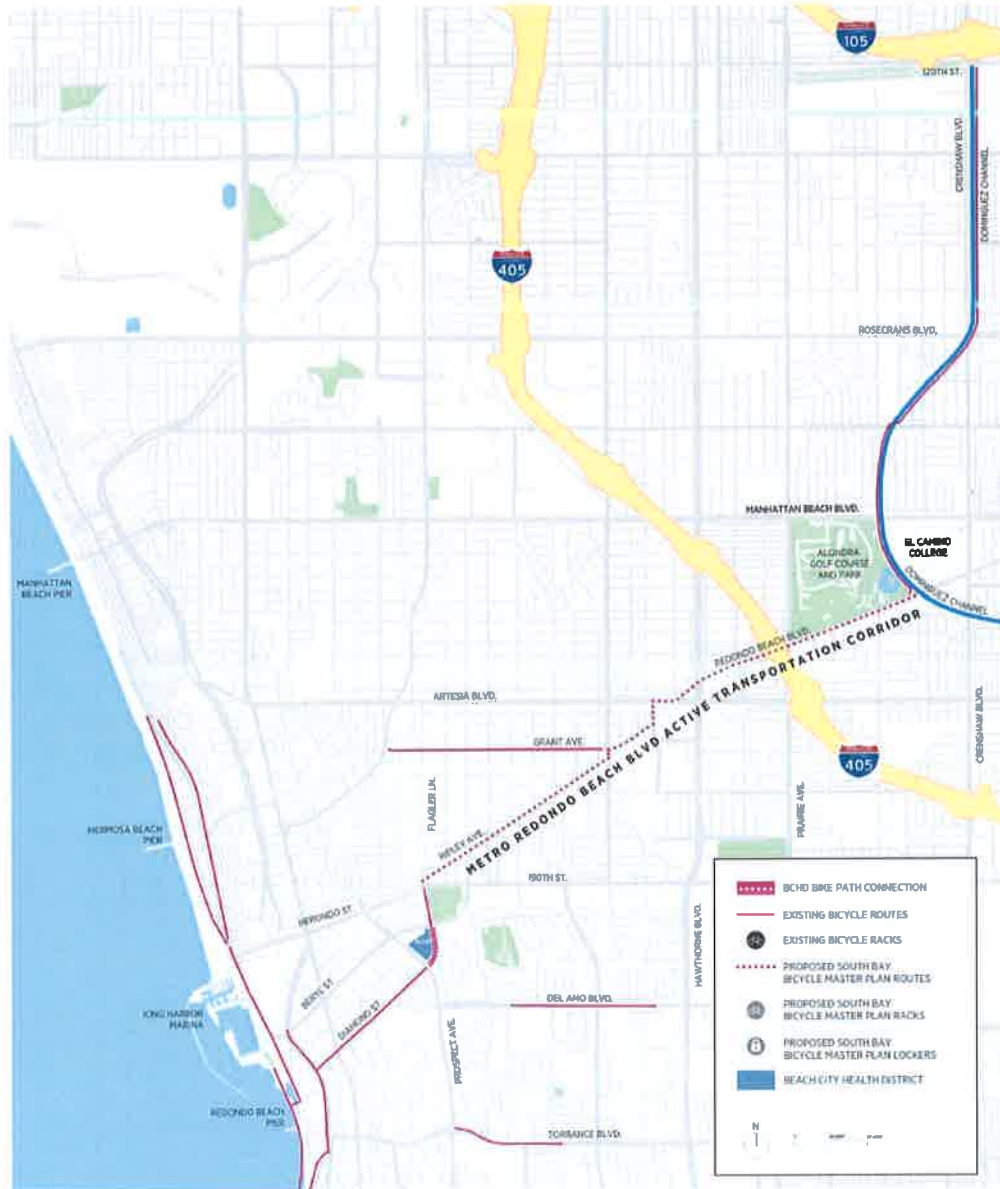 105
120TH ST.
CRENSHAW BLVD.
DOMINGUEZ CHANNEL
405
ROSECRANS BLVD.
MANHATTAN BEACH BLVD.
EL CAMINO
COLLEGE
ALONDRA
GOLF COURSE
AND PARK
DOMINGUEZ CHANNEL
MANHATTAN
BEACH PIER
REDONDO BEACH BLVD.
METRO REDONDO BEACH BLVD ACTIVE TRANSPORTATION CORRIDOR
ARTESIA BLVD.
CRENSHAW BLVD.
GRANT AVE.
405
FLAGLER LN.
PRAIRIE AVE.
HERMOSA BEACH
PIER
RIPLEY AVE.
190TH ST.
HERONDO ST.
HAWTHORNE BLVD.
BERYL ST.
DIAMOND ST.
DEL AMO BLVD.
KING HARBOR
MARINA
PROSPECT AVE.
REDONDO BEACH
PIER
TORRANCE BLVD.
BCHD BIKE PATH CONNECTION
EXISTING BICYCLE ROUTES
EXISTING BICYCLE RACKS
PROPOSED SOUTH BAY
BICYCLE MASTER PLAN ROUTES
PROPOSED SOUTH BAY
BICYCLE MASTER PLAN RACKS
PROPOSED SOUTH BAY
BICYCLE MASTER PLAN LOCKERS
BEACH CITY HEALTH DISTRICT
N